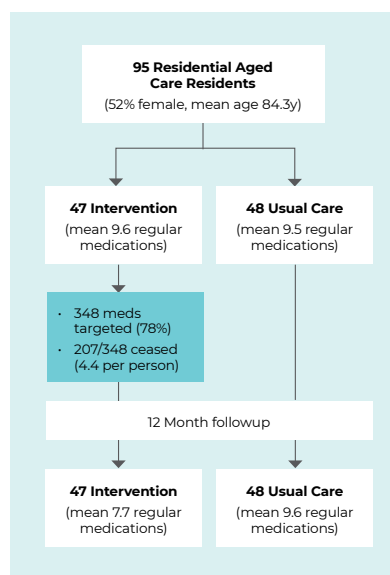 95 Residential Aged
Care Residents
(52% female, mean age 84.3y)
47 Intervention
(mean 9.6 regular
medications)
48 Usual Care
(mean 9.5 regular
medications)
• 348 meds
targeted (78%)
• 207/348 ceased
(4.4 per person)
12 Month followup
47 Intervention
(mean 7.7 regular
medications)
48 Usual Care
(mean 9.6 regular
medications)